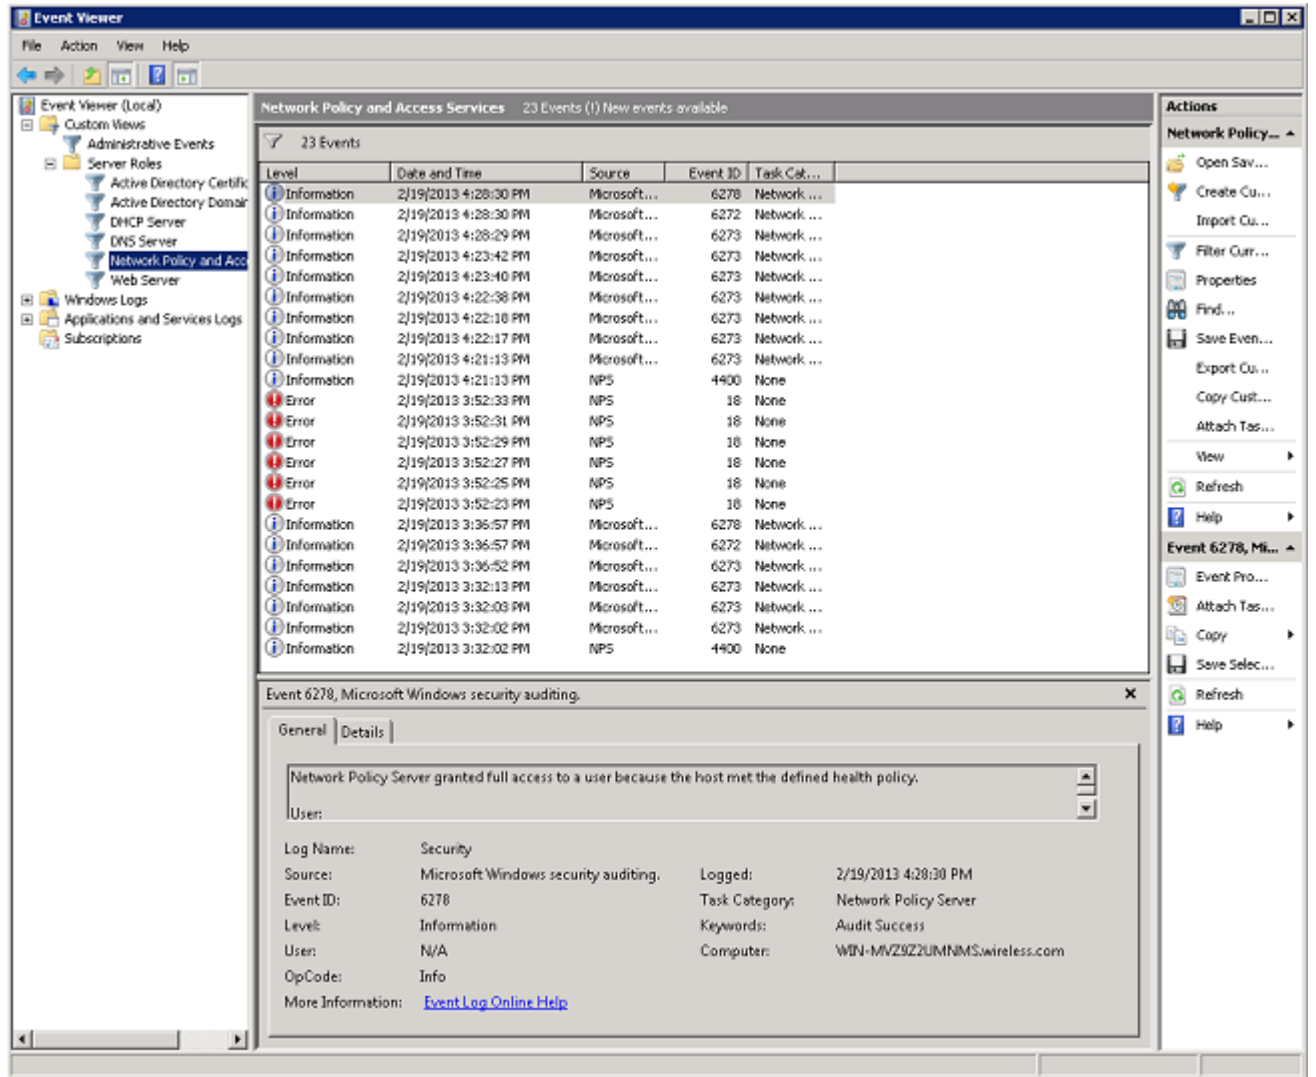 Event Viewer
File Action View Help
Event Viewer (Local)
Custom Views
Administrative Events
Server Roles
Active Directory Certific
Active Directory Domain
DHCP Server
DNS Server
Network Policy and Acc
Web Server
Windows Logs
Applications and Services Logs
Subscriptions
Network Policy and Access Services 23 Events (!) New events available
23 Events
Level Date and Time Source Event ID Task Cat...
Information 2/19/2013 4:28:30 PM Microsoft... 6278 Network ...
Information 2/19/2013 4:28:30 PM Microsoft... 6272 Network ...
Information 2/19/2013 4:28:29 PM Microsoft... 6273 Network ...
Information 2/19/2013 4:23:42 PM Microsoft... 6273 Network ...
Information 2/19/2013 4:23:40 PM Microsoft... 6273 Network ...
Information 2/19/2013 4:22:38 PM Microsoft... 6273 Network ...
Information 2/19/2013 4:22:18 PM Microsoft... 6273 Network ...
Information 2/19/2013 4:22:17 PM Microsoft... 6273 Network ...
Information 2/19/2013 4:21:13 PM Microsoft... 6273 Network ...
Information 2/19/2013 4:21:13 PM NPS 4400 None
Error 2/19/2013 3:52:33 PM NPS 18 None
Error 2/19/2013 3:52:31 PM NPS 18 None
Error 2/19/2013 3:52:29 PM NPS 18 None
Error 2/19/2013 3:52:27 PM NPS 18 None
Error 2/19/2013 3:52:25 PM NPS 18 None
Error 2/19/2013 3:52:23 PM NPS 18 None
Information 2/19/2013 3:36:57 PM Microsoft... 6278 Network ...
Information 2/19/2013 3:36:57 PM Microsoft... 6272 Network ...
Information 2/19/2013 3:36:52 PM Microsoft... 6273 Network ...
Information 2/19/2013 3:32:13 PM Microsoft... 6273 Network ...
Information 2/19/2013 3:32:03 PM Microsoft... 6273 Network ...
Information 2/19/2013 3:32:02 PM Microsoft... 6273 Network ...
Information 2/19/2013 3:32:02 PM NPS 4400 None
Event 6278, Microsoft Windows security auditing.
General Details
Network Policy Server granted full access to a user because the host met the defined health policy.
User:
Log Name: Security
Source: Microsoft Windows security auditing. Logged: 2/19/2013 4:28:30 PM
Event ID: 6278 Task Category: Network Policy Server
Level: Information Keywords: Audit Success
User: N/A Computer: WIN-MVZ9Z2UMNMS.wireless.com
OpCode: Info
More Information: Event Log Online Help
Actions
Network Policy...
Open Sav...
Create Cu...
Import Cu...
Filter Curr...
Properties
Find...
Save Even...
Export Cu...
Copy Cust...
Attach Tas...
View
Refresh
Help
Event 6278, Mi...
Event Pro...
Attach Tas...
Copy
Save Selec...
Refresh
Help